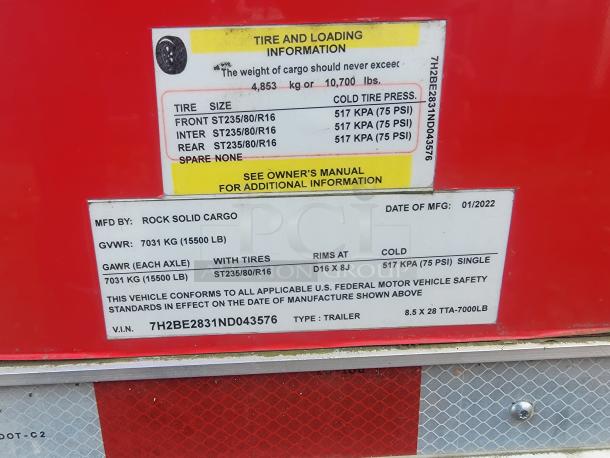 TIRE AND LOADING
INFORMATION
The weight of cargo should never exceed
4,853 kg or 10,700 lbs.
TIRE SIZE COLD TIRE PRESS.
FRONT ST235/80/R16 517 KPA (75 PSI)
INTER ST235/80/R16 517 KPA (75 PSI)
REAR ST235/80/R16 517 KPA (75 PSI)
SPARE NONE
SEE OWNER'S MANUAL
FOR ADDITIONAL INFORMATION
7H2BE2831ND043576
MFD BY: ROCK SOLID CARGO DATE OF MFG: 01/2022
GVWR: 7031 KG (15500 LB)
GAWR (EACH AXLE) WITH TIRES RIMS AT COLD
7031 KG (15500 LB) ST235/80/R16 D16 X 8J 517 KPA (75 PSI) SINGLE
THIS VEHICLE CONFORMS TO ALL APPLICABLE U.S. FEDERAL MOTOR VEHICLE SAFETY
STANDARDS IN EFFECT ON THE DATE OF MANUFACTURE SHOWN ABOVE
V.I.N. 7H2BE2831ND043576 TYPE : TRAILER 8.5 X 28 TTA-7000LB
PCI
AUCTION GROUP
DOT-C2